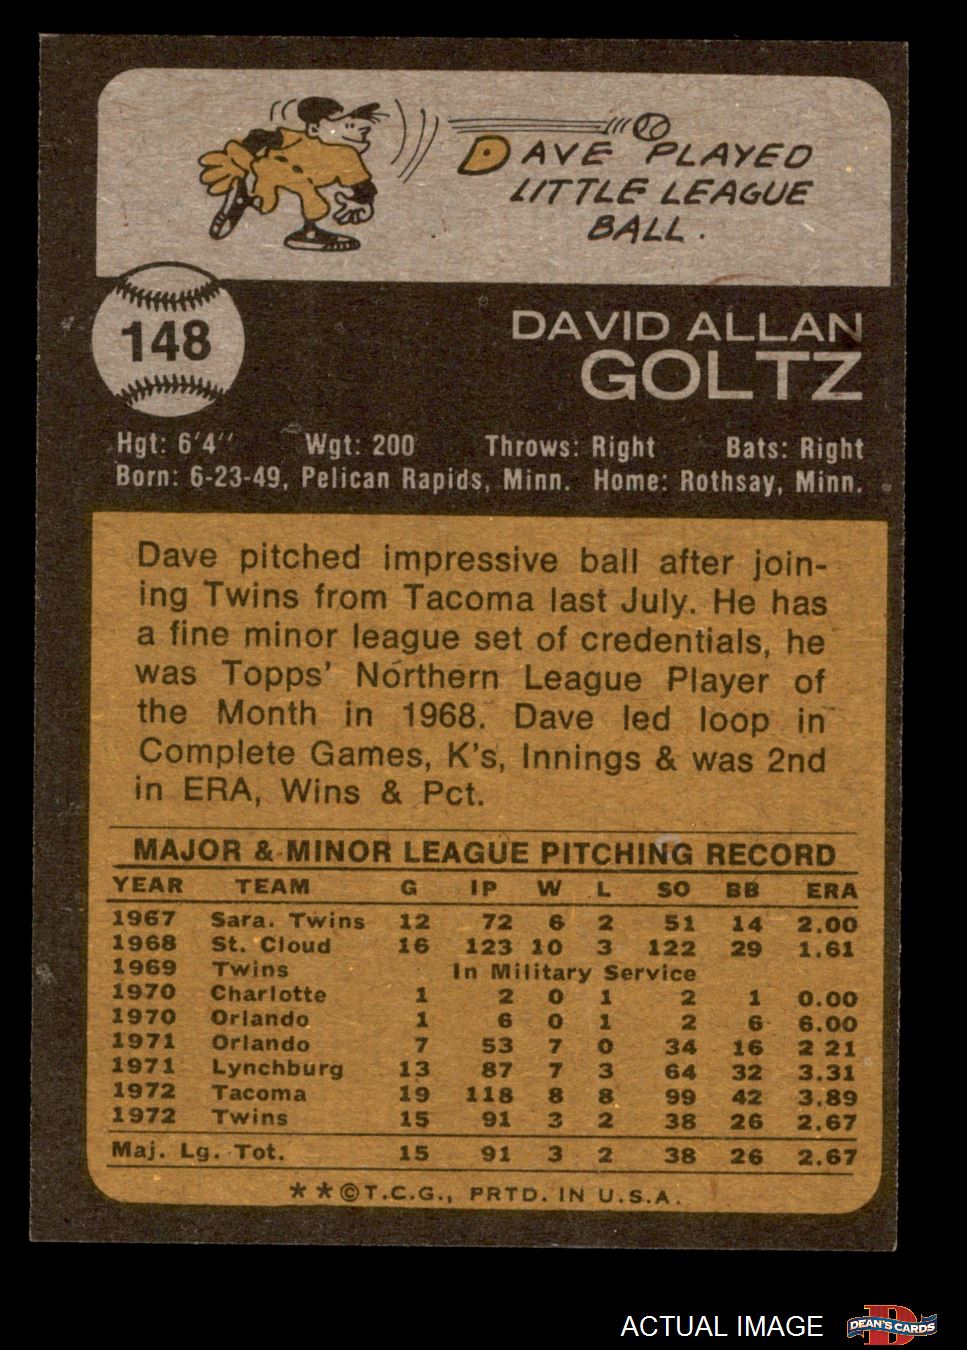 DAVE PLAYED
LITTLE LEAGUE
BALL.
148
DAVID ALLAN
GOLTZ
Hgt: 6'4" Wgt: 200 Throws: Right Bats: Right
Born: 6-23-49, Pelican Rapids, Minn. Home: Rothsay, Minn.
Dave pitched impressive ball after join-
ing Twins from Tacoma last July. He has
a fine minor league set of credentials, he
was Topps' Northern League Player of
the Month in 1968. Dave led loop in
Complete Games, K's, Innings & was 2nd
in ERA, Wins & Pct.
MAJOR & MINOR LEAGUE PITCHING RECORD
YEAR TEAM G IP W L SO BB ERA
1967 Sara. Twins 12 72 6 2 51 14 2.00
1968 St. Cloud 16 123 10 3 122 29 1.61
1969 Twins In Military Service
1970 Charlotte 1 2 0 1 2 1 0.00
1970 Orlando 1 6 0 1 2 6 6.00
1971 Orlando 7 53 7 0 34 16 2 21
1971 Lynchburg 13 87 7 3 64 32 3.31
1972 Tacoma 19 118 8 8 99 42 3.89
1972 Twins 15 91 3 2 38 26 2.67
Maj. Lg. Tot. 15 91 3 2 38 26 2.67
* * © T.C.G., PRTD. IN U.S.A.
ACTUAL IMAGE
D
DEAN'S CARDS